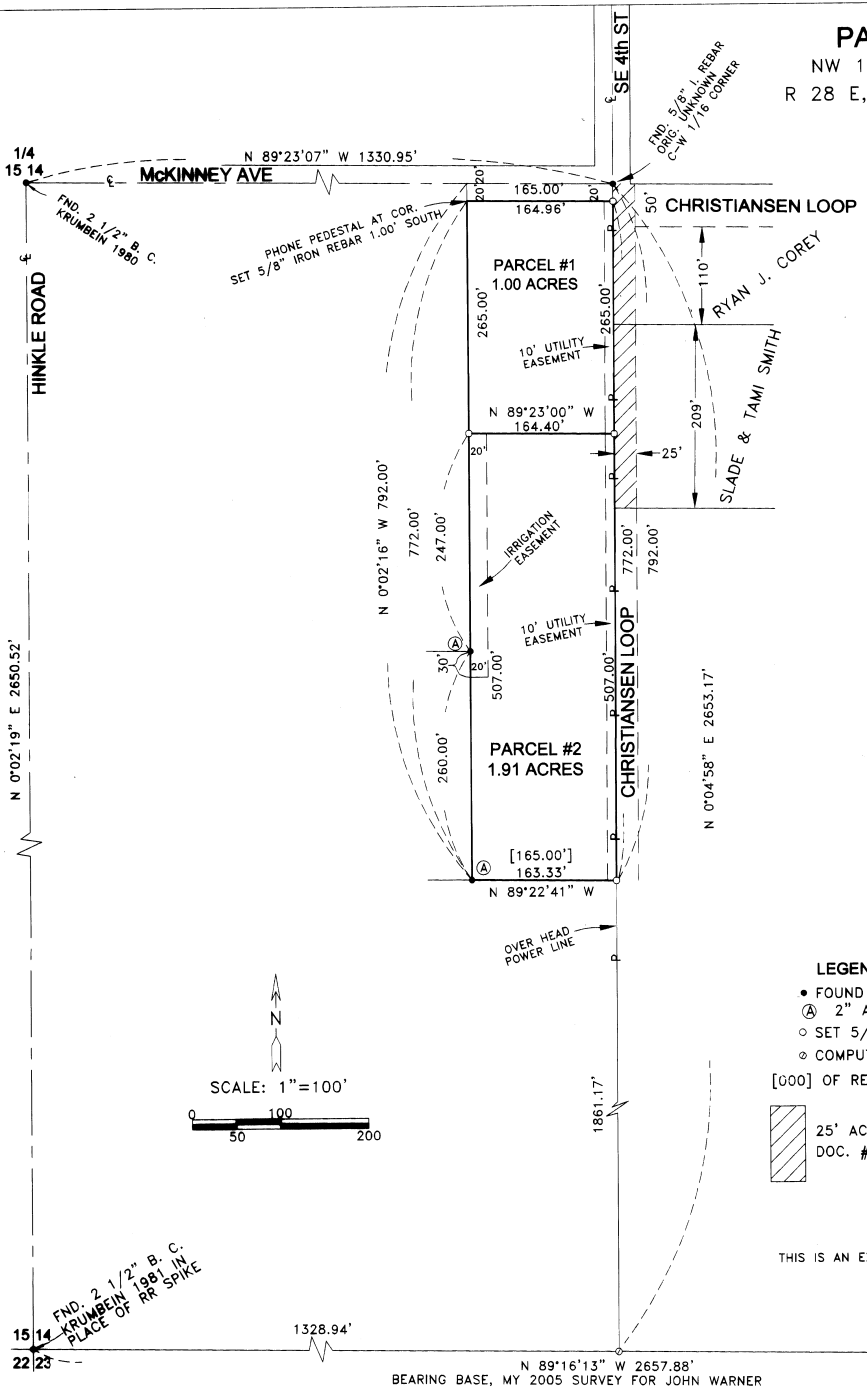 PA
NW 1
R 28 E,
SE 4th ST
℄
FND. 5/8" I. REBAR
ORIG. UNKNOWN
C-W 1/16 CORNER
1/4
15 14
N 89°23'07" W 1330.95'
℄
McKINNEY AVE
FND. 2 1/2" B. C.
KRUMBEIN 1980
20' 20'
20' 20'
165.00'
20'
164.96'
50'
CHRISTIANSEN LOOP
PHONE PEDESTAL AT COR.
SET 5/8" IRON REBAR 1.00' SOUTH
℄
HINKLE ROAD
PARCEL #1
1.00 ACRES
265.00'
265.00'
110'
RYAN J. COREY
10' UTILITY
EASEMENT
N 89°23'00" W
164.40'
209'
SLADE & TAMI SMITH
20'
25'
P
P
P
P
P
P
P
N 0°02'16" W 792.00'
772.00'
247.00'
IRRIGATION
EASEMENT
772.00'
792.00'
10' UTILITY
EASEMENT
A
30'
20'
507.00'
507.00'
CHRISTIANSEN LOOP
N 0°02'19" E 2650.52'
N 0°04'58" E 2653.17'
PARCEL #2
1.91 ACRES
260.00'
[165.00']
A
163.33'
N 89°22'41" W
OVER HEAD
POWER LINE
LEGEN
FOUND
A 2" A
SET 5/
COMPUT
[000] OF RE
25' AC
DOC. #
N
SCALE: 1"=100'
0 100
50 200
1861.17'
THIS IS AN E
FND. 2 1/2" B. C.
KRUMBEIN 1981 IN
PLACE OF RR SPIKE
15 14
22 23
1328.94'
N 89°16'13" W 2657.88'
BEARING BASE, MY 2005 SURVEY FOR JOHN WARNER